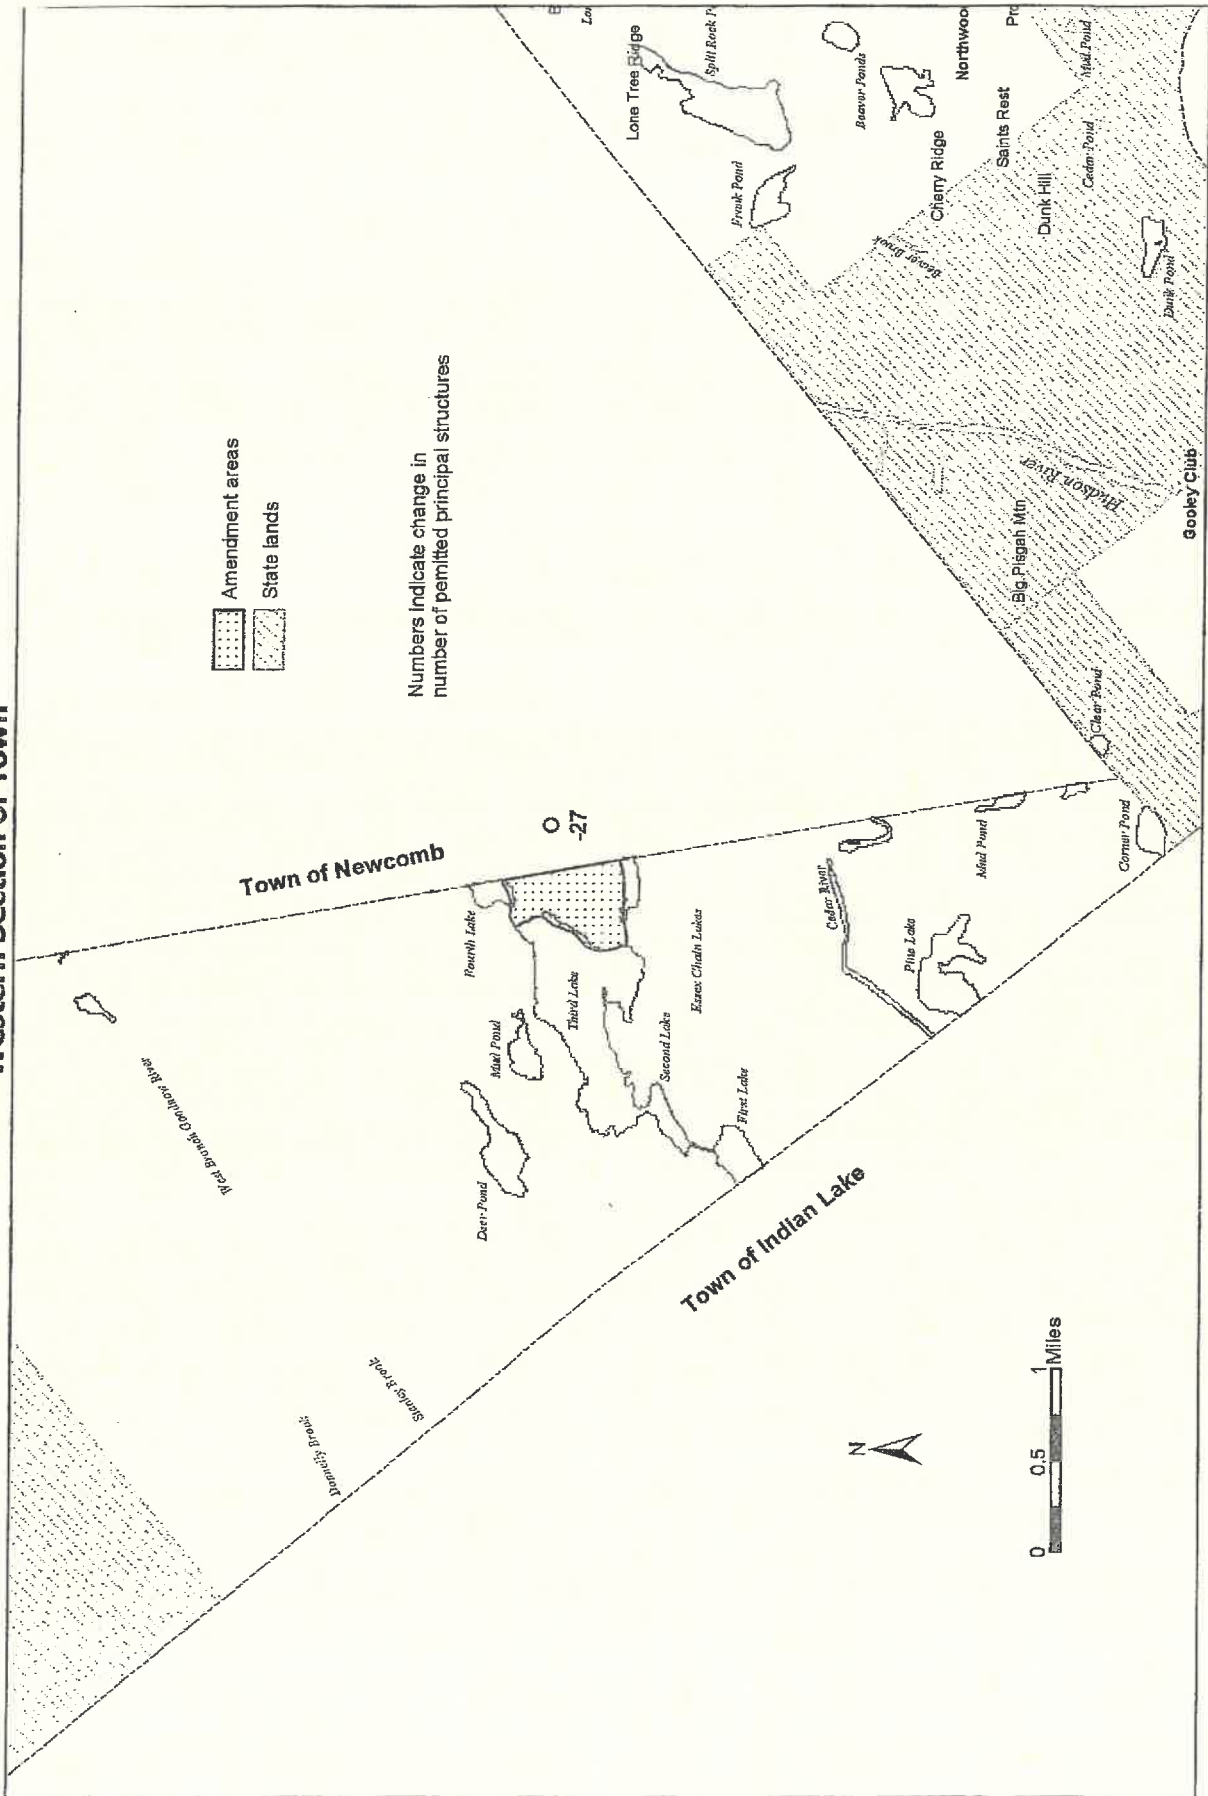 Western Section of Town
Amendment areas
State lands
Numbers indicate change in
number of pemitted principal structures
Town of Newcomb
-27
West Branch Goodnow River
Donnelly Brook
Stanley Brook
Deer Pond
Mud Pond
Fourth Lake
Third Lake
Second Lake
First Lake
Essex Chain Lakes
Town of Indian Lake
Cedar River
Pine Lake
Mud Pond
Corner Pond
Clear Pond
N
0 0.5 1
Miles
Lone Tree Ridge
Split Rock P
Frank Pond
Beaver Ponds
Northwoo
Cherry Ridge
Saints Rest
Beaver Brook
Dunk Hill
Cedar Pond
Mud Pond
Pro
Dunk Pond
Hudson River
Big Pisgah Mtn
Gooley Club